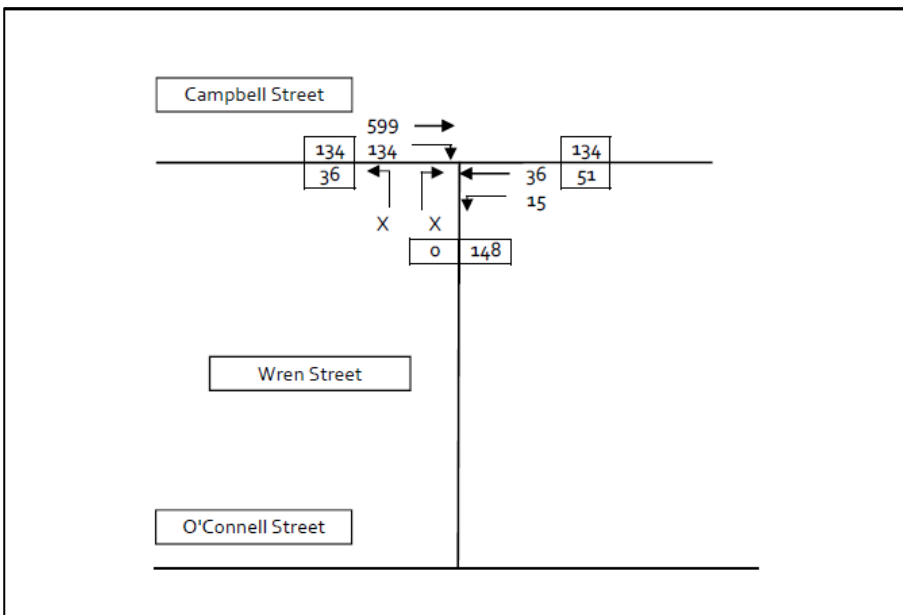 Campbell Street
599
134 134 134
36 36 51
15
X X
0 148
Wren Street
O'Connell Street